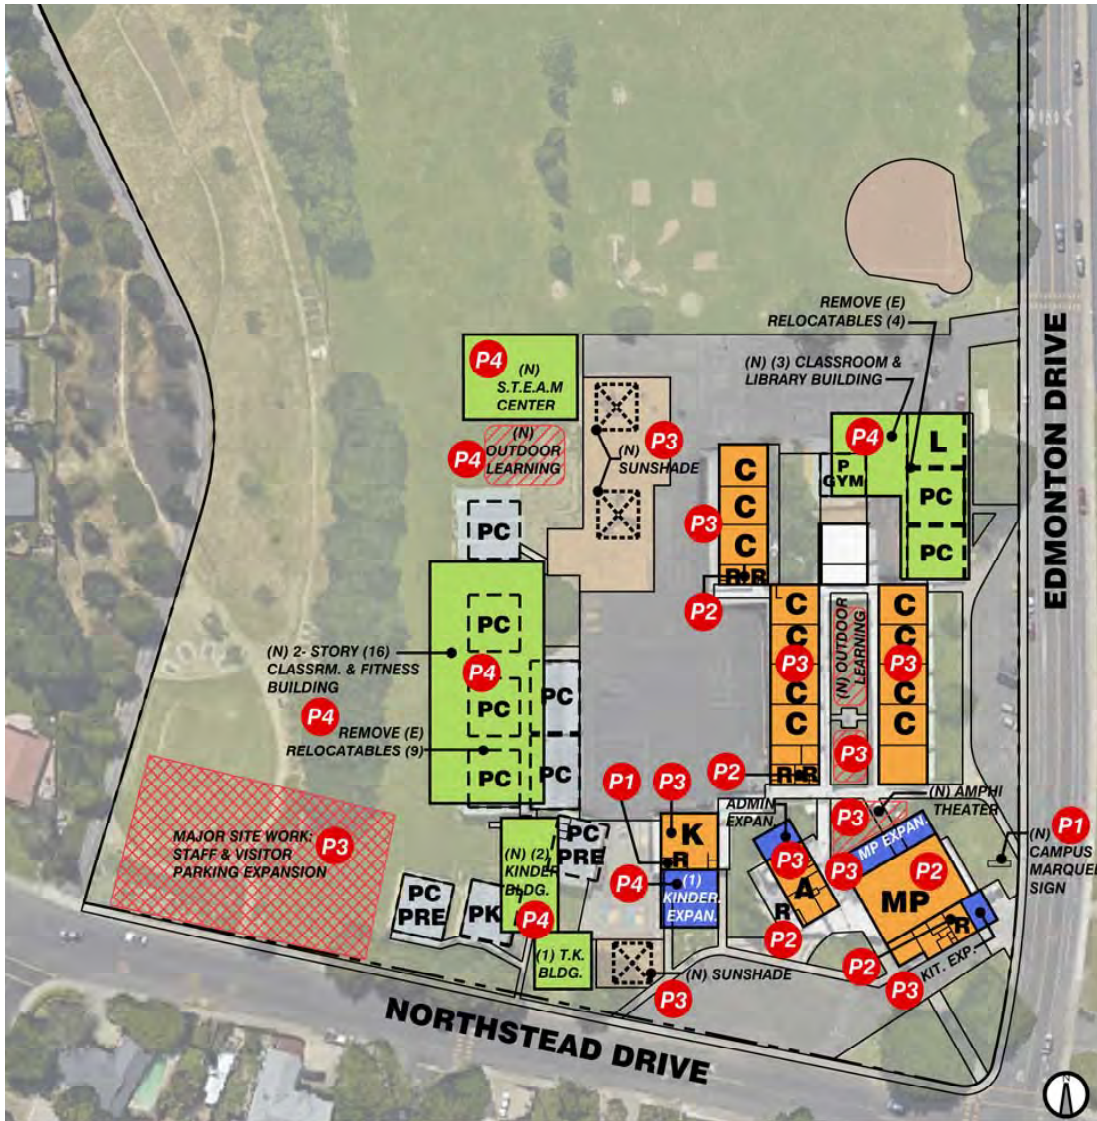 REMOVE (E)
RELOCATABLES (4)
(N) (3) CLASSROOM &
LIBRARY BUILDING
EDMONTON DRIVE
P4
(N)
S.T.E.A.M
CENTER
P4
(N)
OUTDOOR
LEARNING
(N)
SUNSHADE
P3
P4
L
PC
PC
P
GYM
C
C
C
R R
P3
P2
PC
PC
PC
PC
PC
PC
(N) 2- STORY (16)
CLASSRM. & FITNESS
BUILDING
P4
P4
REMOVE (E)
RELOCATABLES (9)
C
C
C
C
R R
P3
P2
(N) OUTDOOR
LEARNING
P3
C
C
C
C
P3
MAJOR SITE WORK:
STAFF & VISITOR
PARKING EXPANSION
P3
P1
P3
K
R
P4
(1)
KINDER.
EXPAN.
(N) (2)
KINDER
BLDG.
P4
PC
PRE
PC
PRE
PK
(1) T.K.
BLDG.
(N) SUNSHADE
P3
ADMIN
EXPAN.
P3
A
R
P2
(N) AMPHI
THEATER
P3
P3
MP EXPAN.
P2
MP
R
P2
KIT. EXP.
P3
P1
(N)
CAMPUS
MARQUEE
SIGN
NORTHSTEAD DRIVE
N